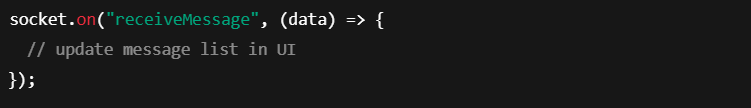 socket.on("receiveMessage", (data) => {
  // update message list in UI
});